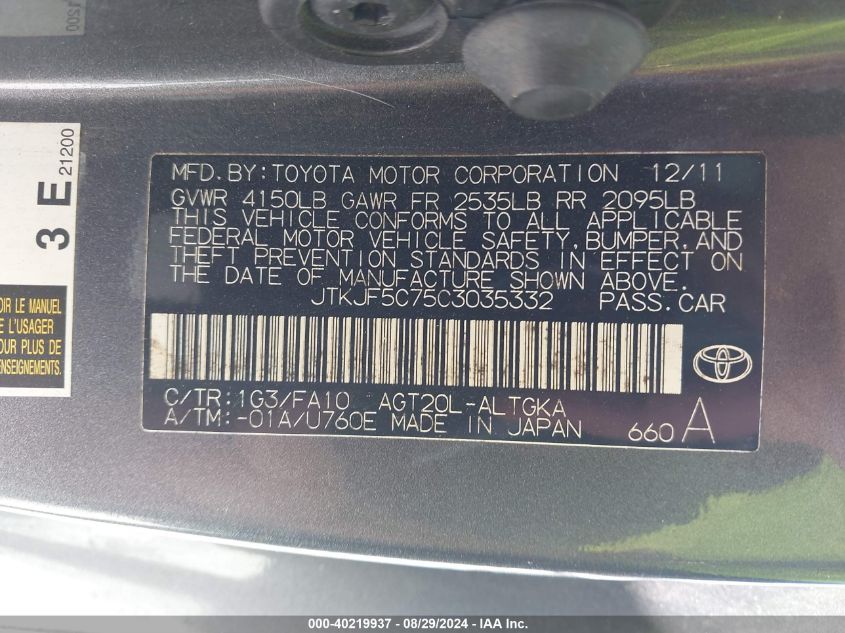 4S00
3 E
21200
OIR LE MANUEL
E L'USAGER
OUR PLUS DE
ENSEIGNEMENTS.
MFD.BY:TOYOTA MOTOR CORPORATION 12/11
GVWR 4150LB GAWR FR 2535LB RR 2095LB
THIS VEHICLE CONFORMS TO ALL APPLICABLE
FEDERAL MOTOR VEHICLE SAFETY,BUMPER,AND
THEFT PREVENTION STANDARDS IN EFFECT ON
THE DATE OF MANUFACTURE SHOWN ABOVE.
JTKJF5C75C3035332 PASS.CAR
C/TR:1G3/FA10 AGT20L-ALTGKA
A/TM:-01A/U760E MADE IN JAPAN 660 A
000-40219937 - 08/29/2024 - IAA, Inc.